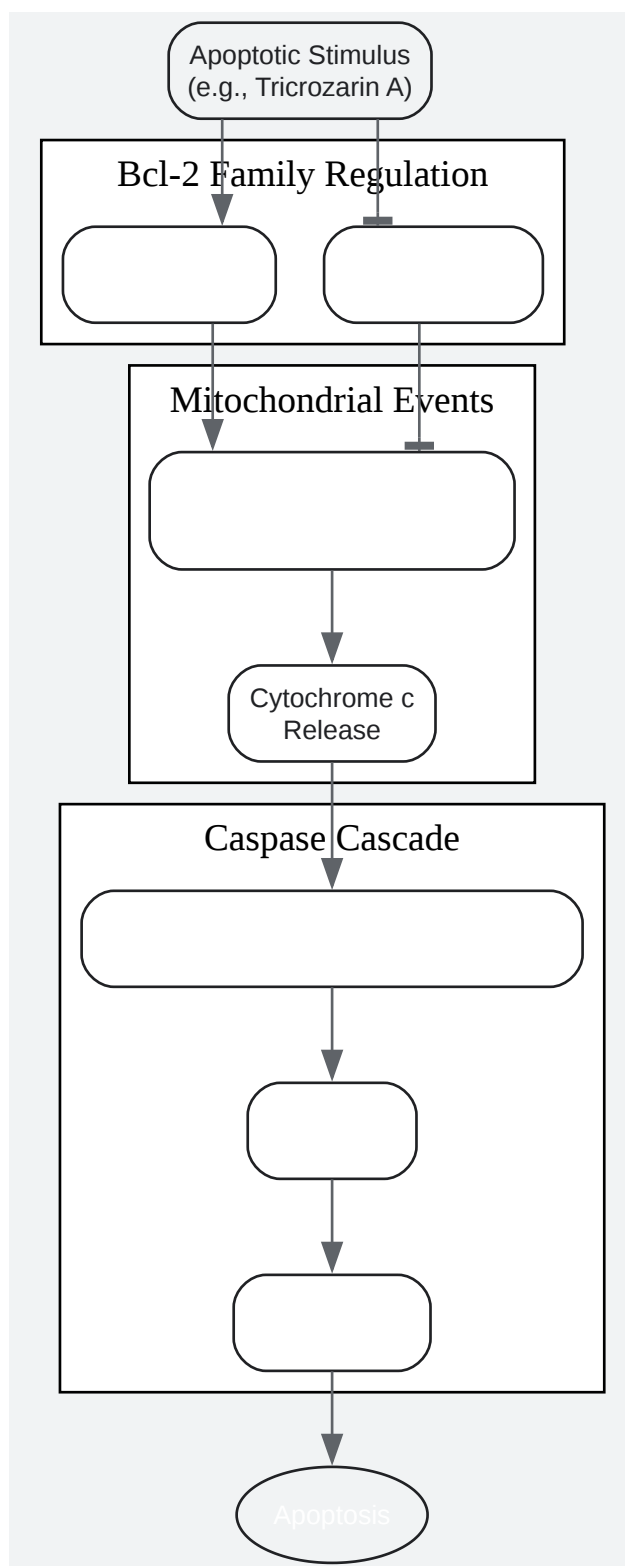 Apoptotic Stimulus
(e.g., Tricrozarin A)
Bcl-2 Family Regulation
Mitochondrial Events
Cytochrome c
Release
Caspase Cascade
Apoptosis